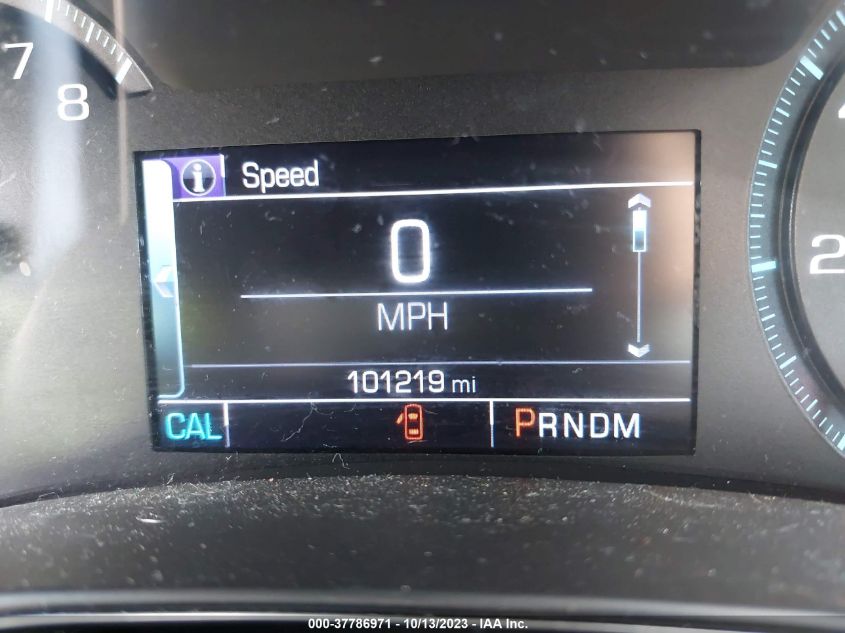 7
8
i Speed
0
MPH
101219 mi
CAL
PRNDM
2
000-37786971 - 10/13/2023 - IAA Inc.